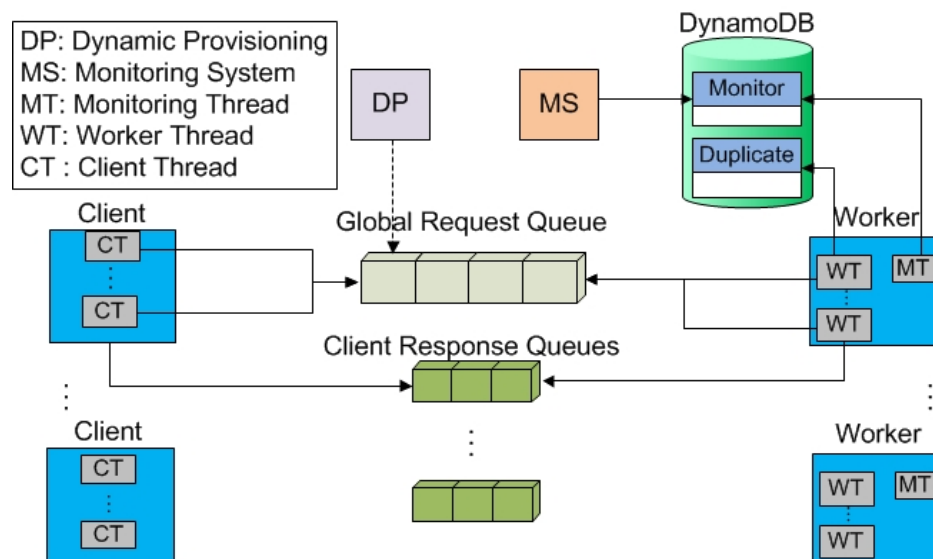 DP: Dynamic Provisioning
MS: Monitoring System
MT: Monitoring Thread
WT: Worker Thread
CT : Client Thread
DynamoDB
DP
MS
Monitor
Duplicate
Client
CT
CT
Global Request Queue
Worker
WT
MT
WT
Client Response Queues
Client
CT
CT
Worker
WT
MT
WT